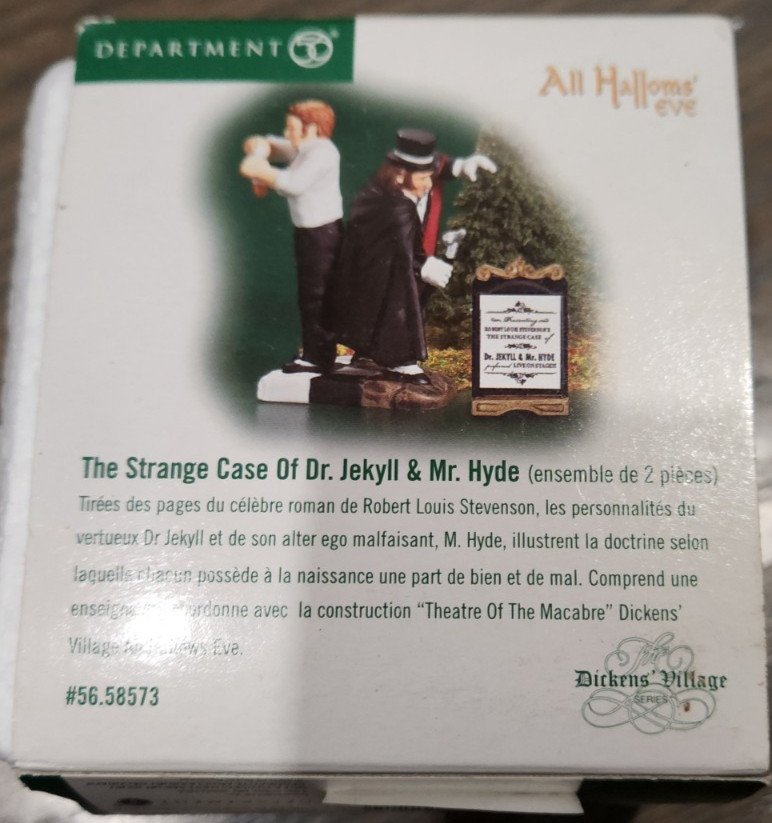 DEPARTMENT 56®
All Hallows'
EVE
ROBERT LOUIS STEVENSON'S
THE STRANGE CASE of
Dr. JEKYLL & Mr. HYDE
LIVE ON STAGE
The Strange Case Of Dr. Jekyll & Mr. Hyde (ensemble de 2 pièces)
Tirées des pages du célèbre roman de Robert Louis Stevenson, les personnalités du
vertueux Dr Jekyll et de son alter ego malfaisant, M. Hyde, illustrent la doctrine selon
laquelle chacun possède à la naissance une part de bien et de mal. Comprend une
avec la construction “Theatre Of The Macabre” Dickens'
Village Eve.
The
Dickens' Village
SERIES
#56.58573